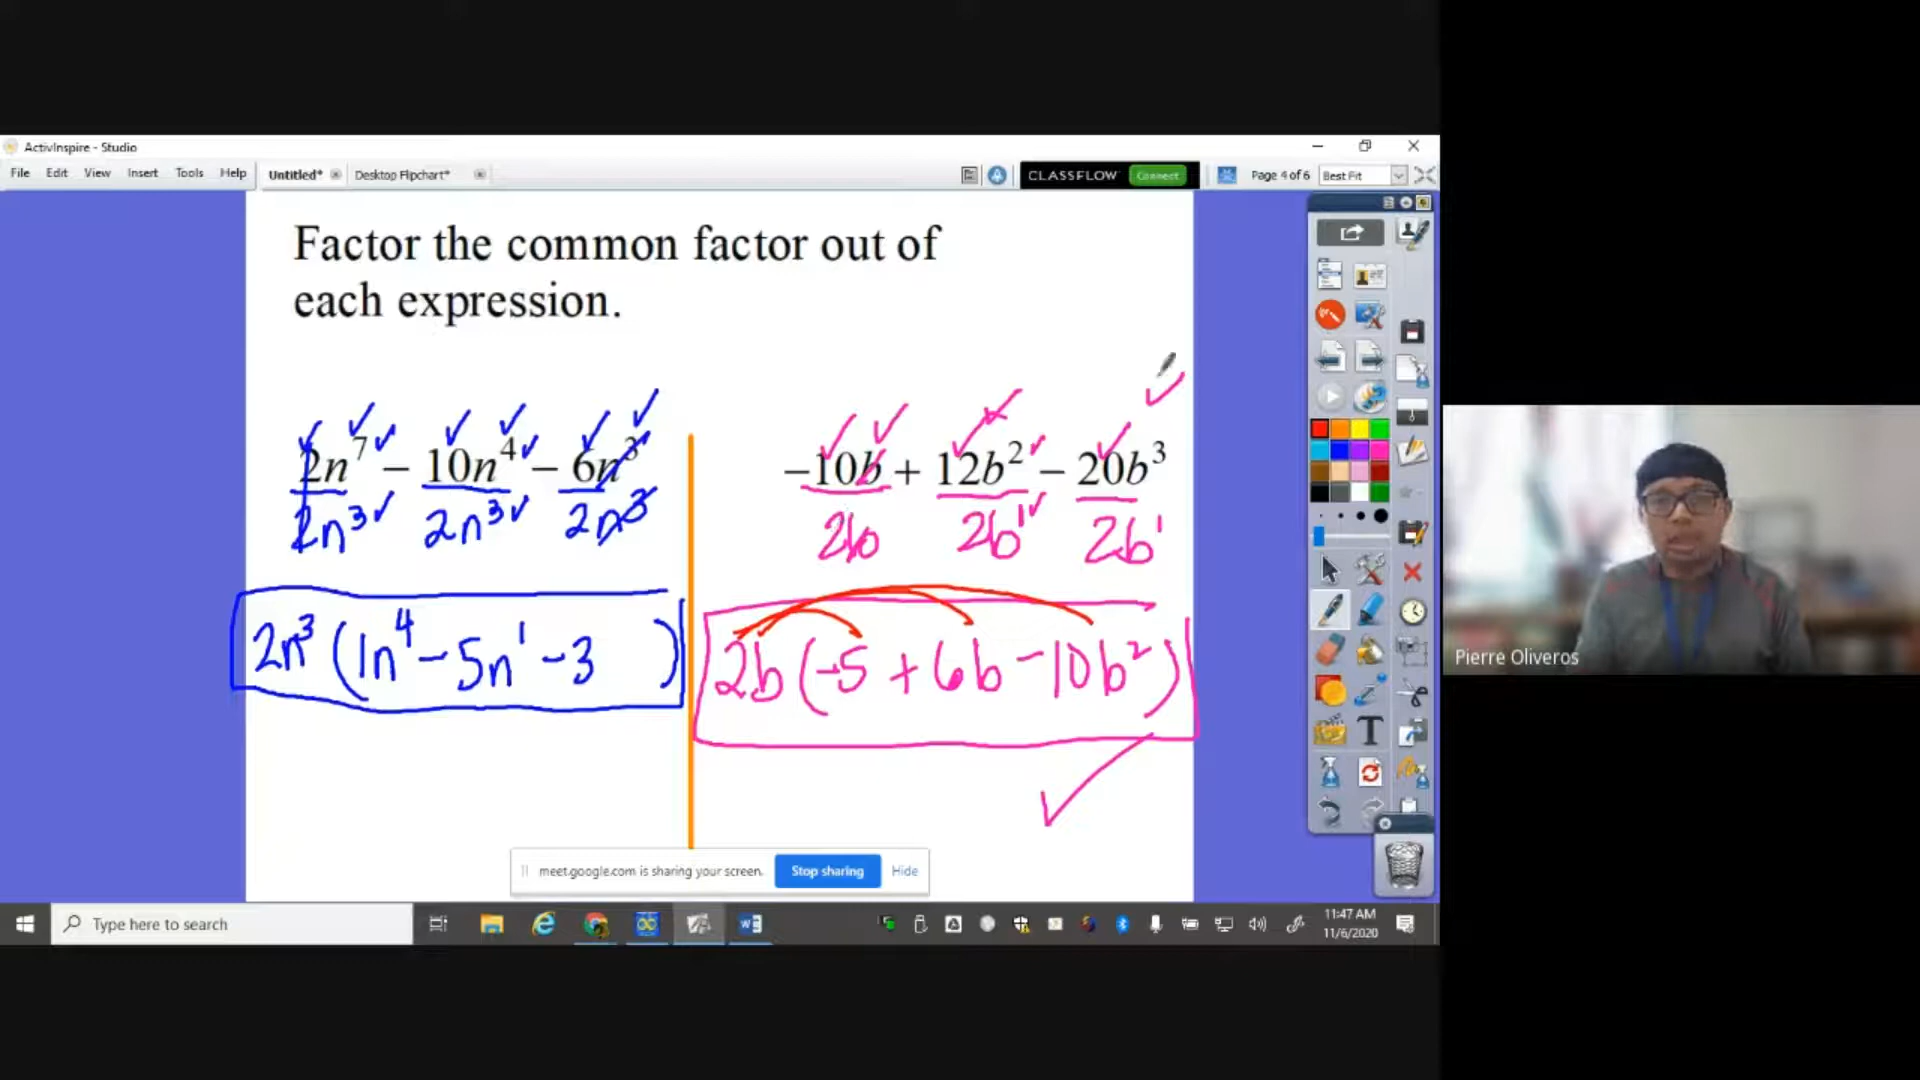 ActivInspire - Studio
File Edit View Insert Tools Help Untitled* Desktop Flipchart* CLASSFLOW Connect Page 4 of 6 Best Fit
Factor the common factor out of
each expression.
2n⁷ − 10n⁴ − 6n³
2n³ 2n³ 2n³
2n³ (1n⁴ − 5n¹ − 3 )
−10b + 12b² − 20b³
2b 2b¹ 2b¹
2b (−5 + 6b − 10b²)
Pierre Oliveros
meet.google.com is sharing your screen. Stop sharing Hide
Type here to search
11:47 AM
11/6/2020